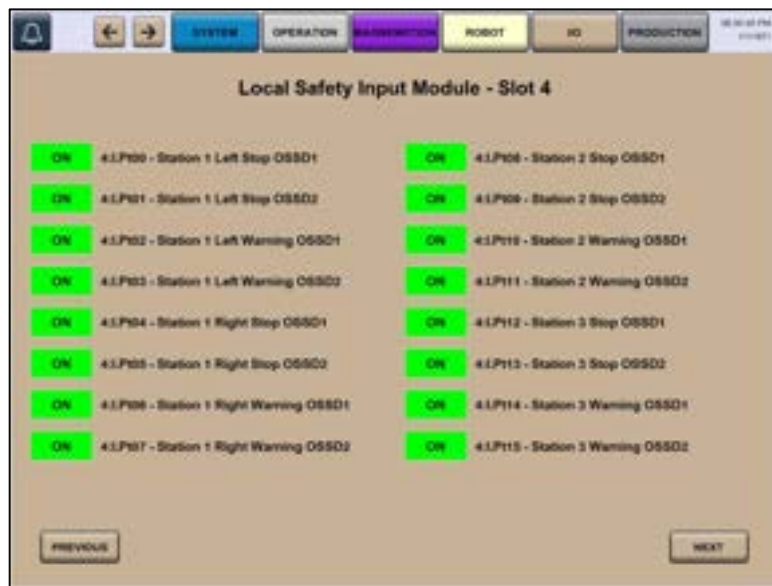 SYSTEM
OPERATION
ROBOT
I/O
PRODUCTION
Local Safety Input Module - Slot 4
ON 4:I.Pt00 - Station 1 Left Stop OSSD1
ON 4:I.Pt01 - Station 1 Left Stop OSSD2
ON 4:I.Pt02 - Station 1 Left Warning OSSD1
ON 4:I.Pt03 - Station 1 Left Warning OSSD2
ON 4:I.Pt04 - Station 1 Right Stop OSSD1
ON 4:I.Pt05 - Station 1 Right Stop OSSD2
ON 4:I.Pt06 - Station 1 Right Warning OSSD1
ON 4:I.Pt07 - Station 1 Right Warning OSSD2
ON 4:I.Pt08 - Station 2 Stop OSSD1
ON 4:I.Pt09 - Station 2 Stop OSSD2
ON 4:I.Pt10 - Station 2 Warning OSSD1
ON 4:I.Pt11 - Station 2 Warning OSSD2
ON 4:I.Pt12 - Station 3 Stop OSSD1
ON 4:I.Pt13 - Station 3 Stop OSSD2
ON 4:I.Pt14 - Station 3 Warning OSSD1
ON 4:I.Pt15 - Station 3 Warning OSSD2
PREVIOUS
NEXT